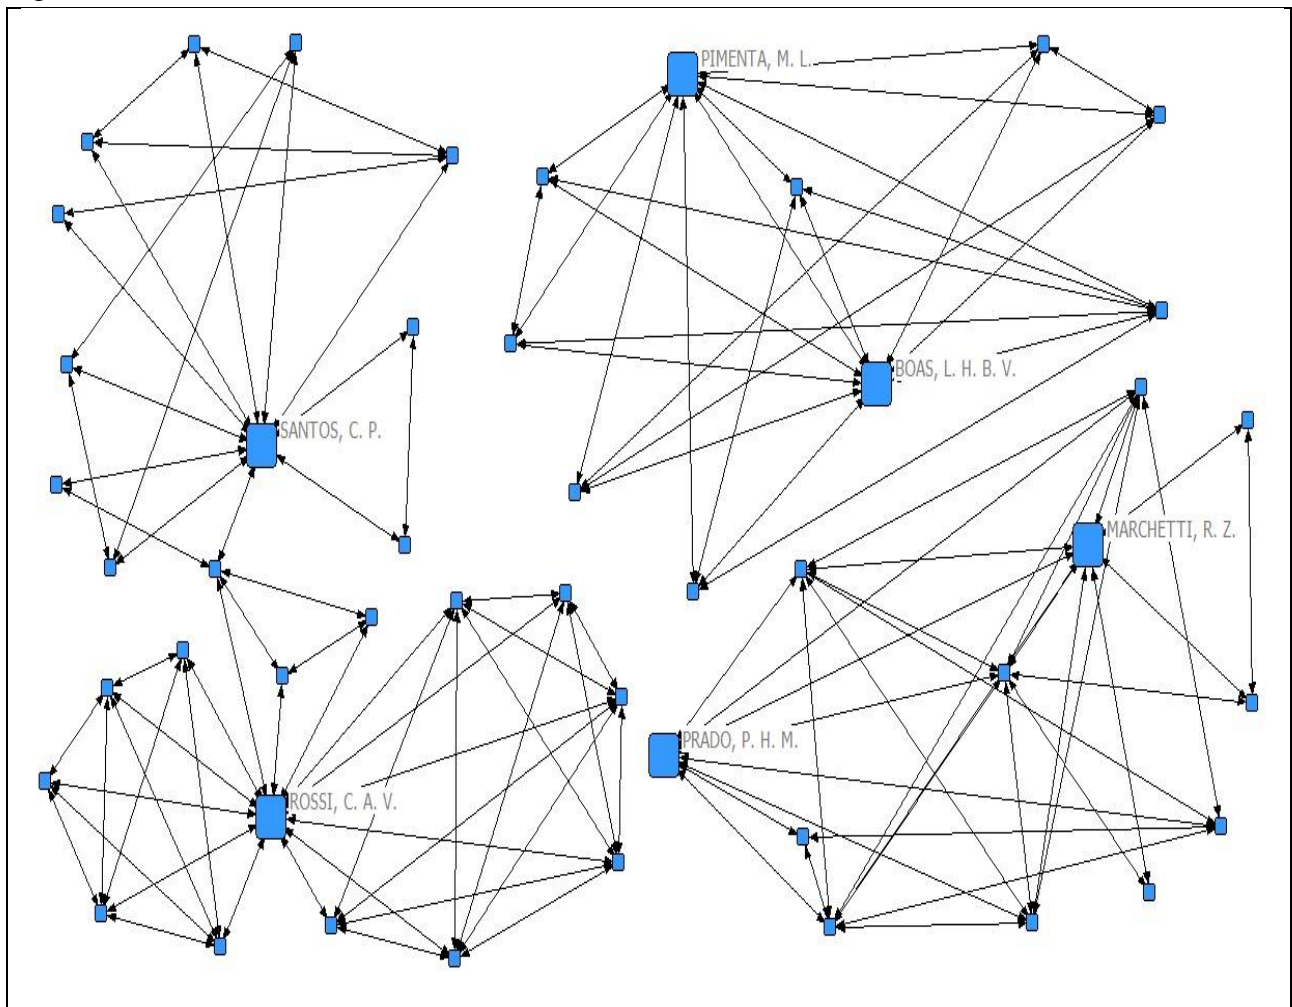 PIMENTA, M. L.
BOAS, L. H. B. V.
SANTOS, C. P.
MARCHETTI, R. Z.
PRADO, P. H. M.
ROSSI, C. A. V.